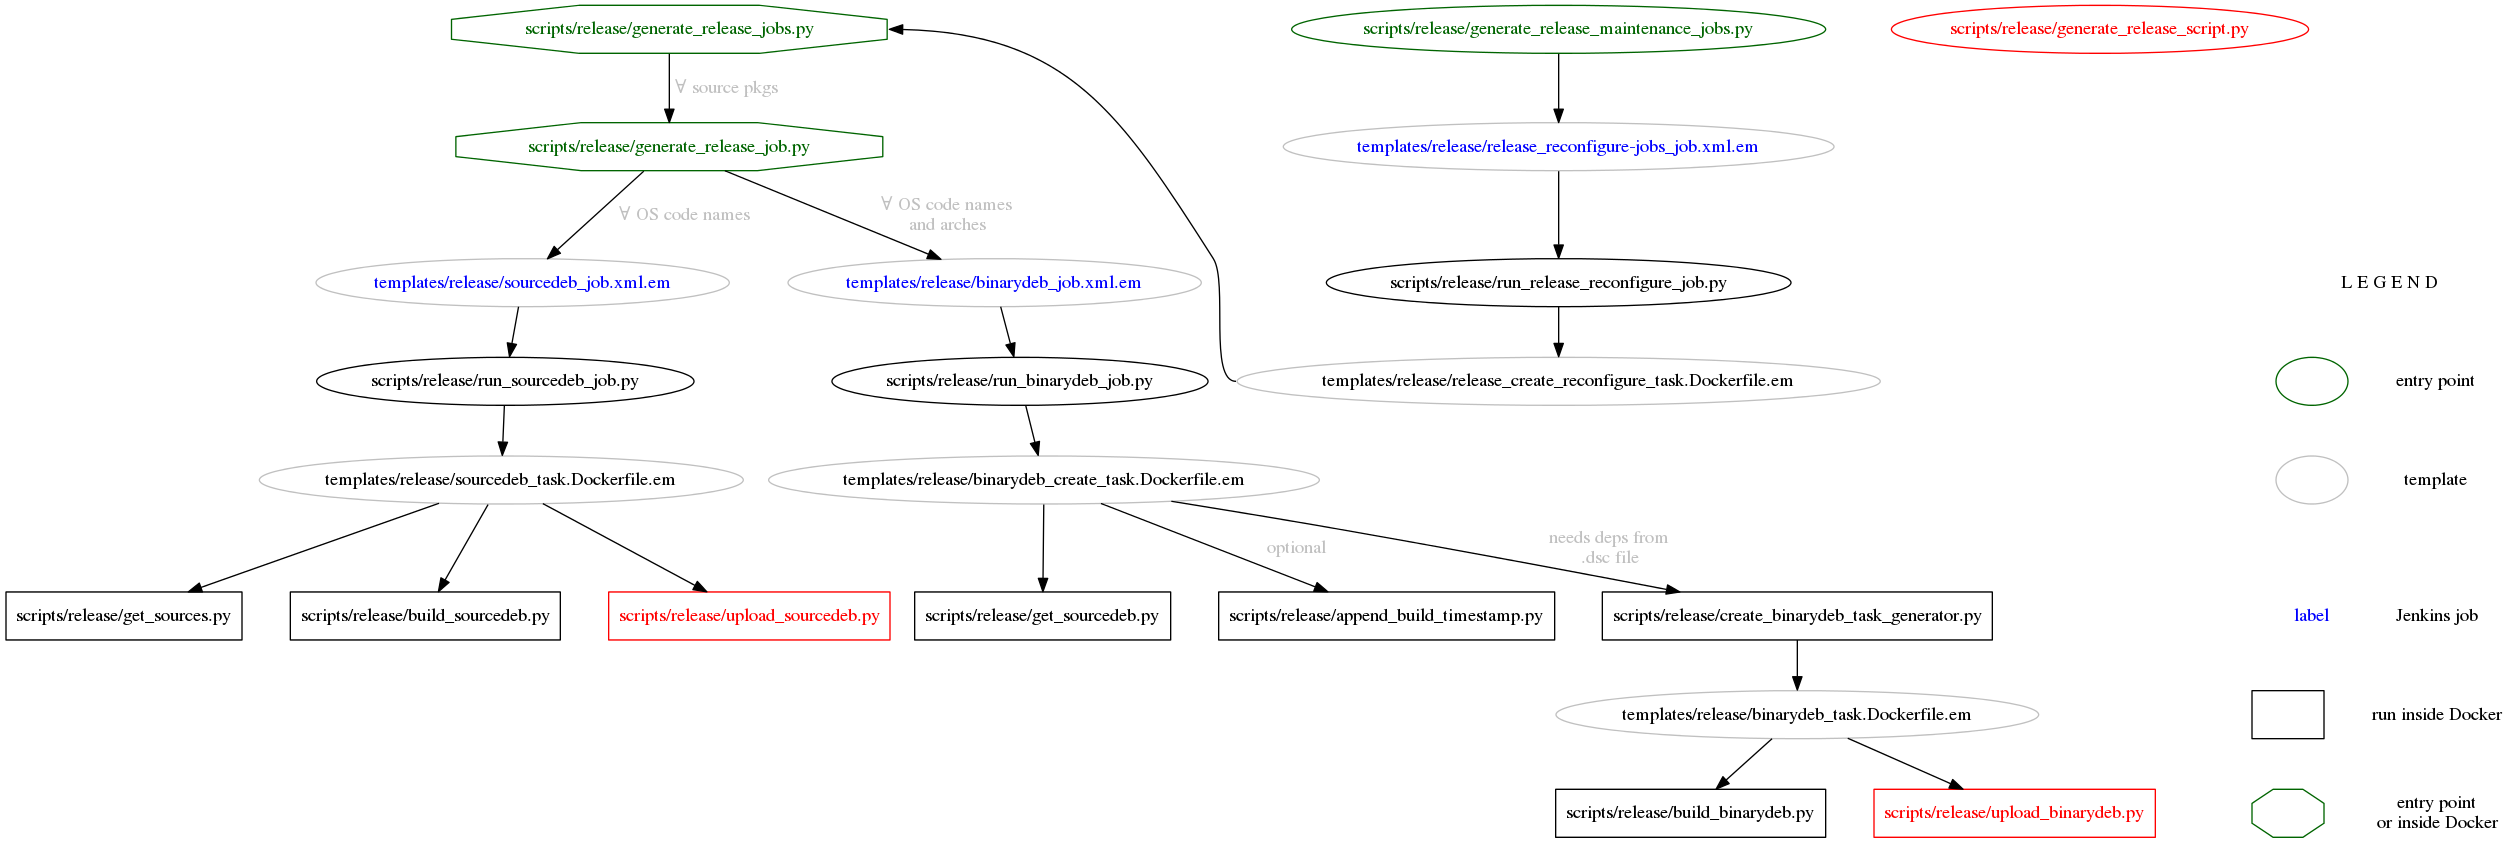 scripts/release/generate_release_jobs.py
scripts/release/generate_release_maintenance_jobs.py
scripts/release/generate_release_script.py
∀ source pkgs
scripts/release/generate_release_job.py
templates/release/release_reconfigure-jobs_job.xml.em
∀ OS code names
∀ OS code names
and arches
templates/release/sourcedeb_job.xml.em
templates/release/binarydeb_job.xml.em
scripts/release/run_release_reconfigure_job.py
L E G E N D
scripts/release/run_sourcedeb_job.py
scripts/release/run_binarydeb_job.py
templates/release/release_create_reconfigure_task.Dockerfile.em
entry point
templates/release/sourcedeb_task.Dockerfile.em
templates/release/binarydeb_create_task.Dockerfile.em
template
optional
needs deps from
.dsc file
scripts/release/get_sources.py
scripts/release/build_sourcedeb.py
scripts/release/upload_sourcedeb.py
scripts/release/get_sourcedeb.py
scripts/release/append_build_timestamp.py
scripts/release/create_binarydeb_task_generator.py
label
Jenkins job
templates/release/binarydeb_task.Dockerfile.em
run inside Docker
scripts/release/build_binarydeb.py
scripts/release/upload_binarydeb.py
entry point
or inside Docker